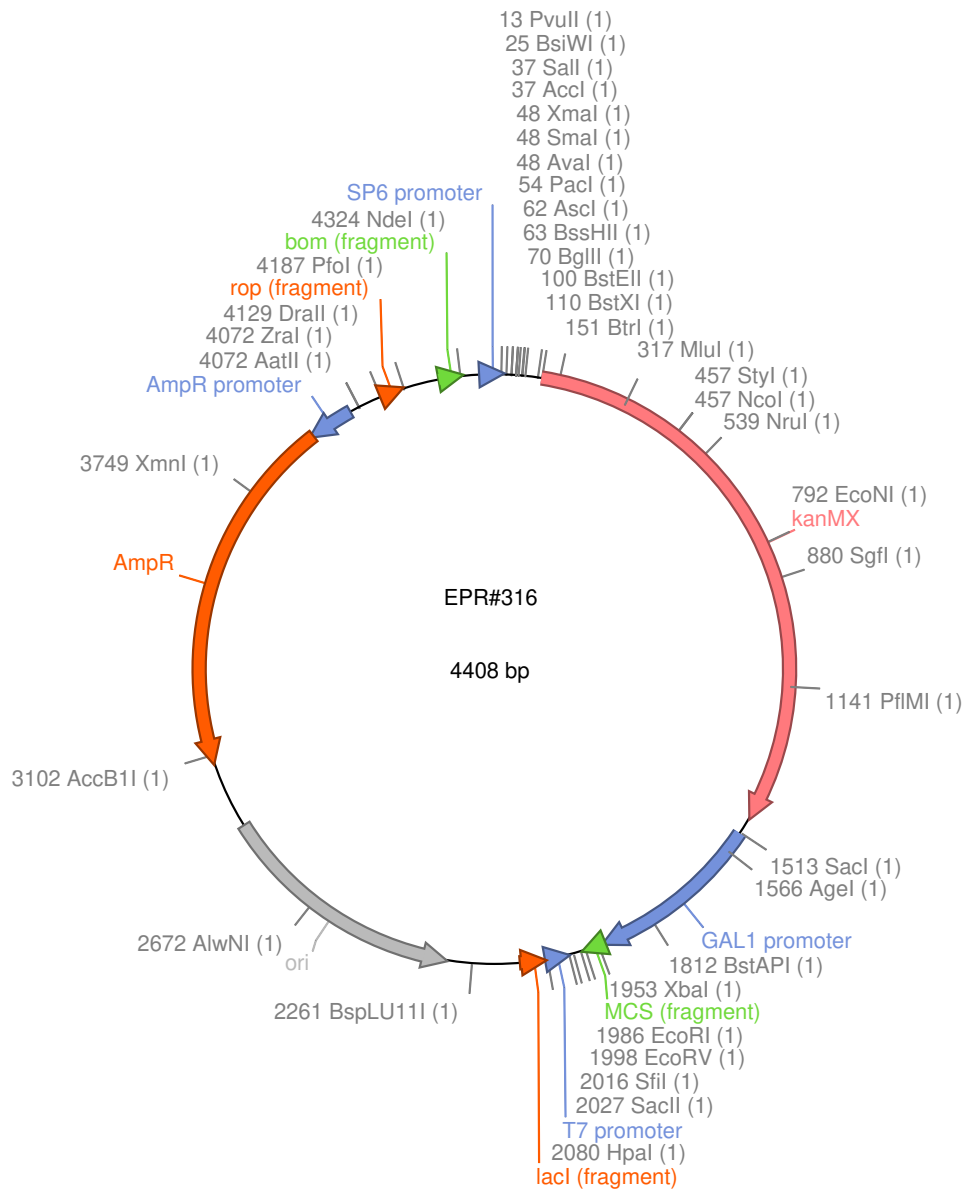 13 PvuII (1)
25 BsiWI (1)
37 SalI (1)
37 AccI (1)
48 XmaI (1)
48 SmaI (1)
48 AvaI (1)
54 PacI (1)
62 AscI (1)
63 BssHII (1)
70 BglII (1)
100 BstEII (1)
110 BstXI (1)
151 BtrI (1)
317 MluI (1)
457 StyI (1)
457 NcoI (1)
539 NruI (1)
792 EcoNI (1)
kanMX
880 SgfI (1)
1141 PflMI (1)
1513 SacI (1)
1566 AgeI (1)
GAL1 promoter
1812 BstAPI (1)
1953 XbaI (1)
MCS (fragment)
1986 EcoRI (1)
1998 EcoRV (1)
2016 SfiI (1)
2027 SacII (1)
T7 promoter
2080 HpaI (1)
lacI (fragment)
2261 BspLU11I (1)
ori
2672 AlwNI (1)
3102 AccB1I (1)
AmpR
3749 XmnI (1)
AmpR promoter
4072 AatII (1)
4072 ZraI (1)
4129 DraII (1)
rop (fragment)
4187 PfoI (1)
bom (fragment)
4324 NdeI (1)
SP6 promoter
EPR#316
4408 bp